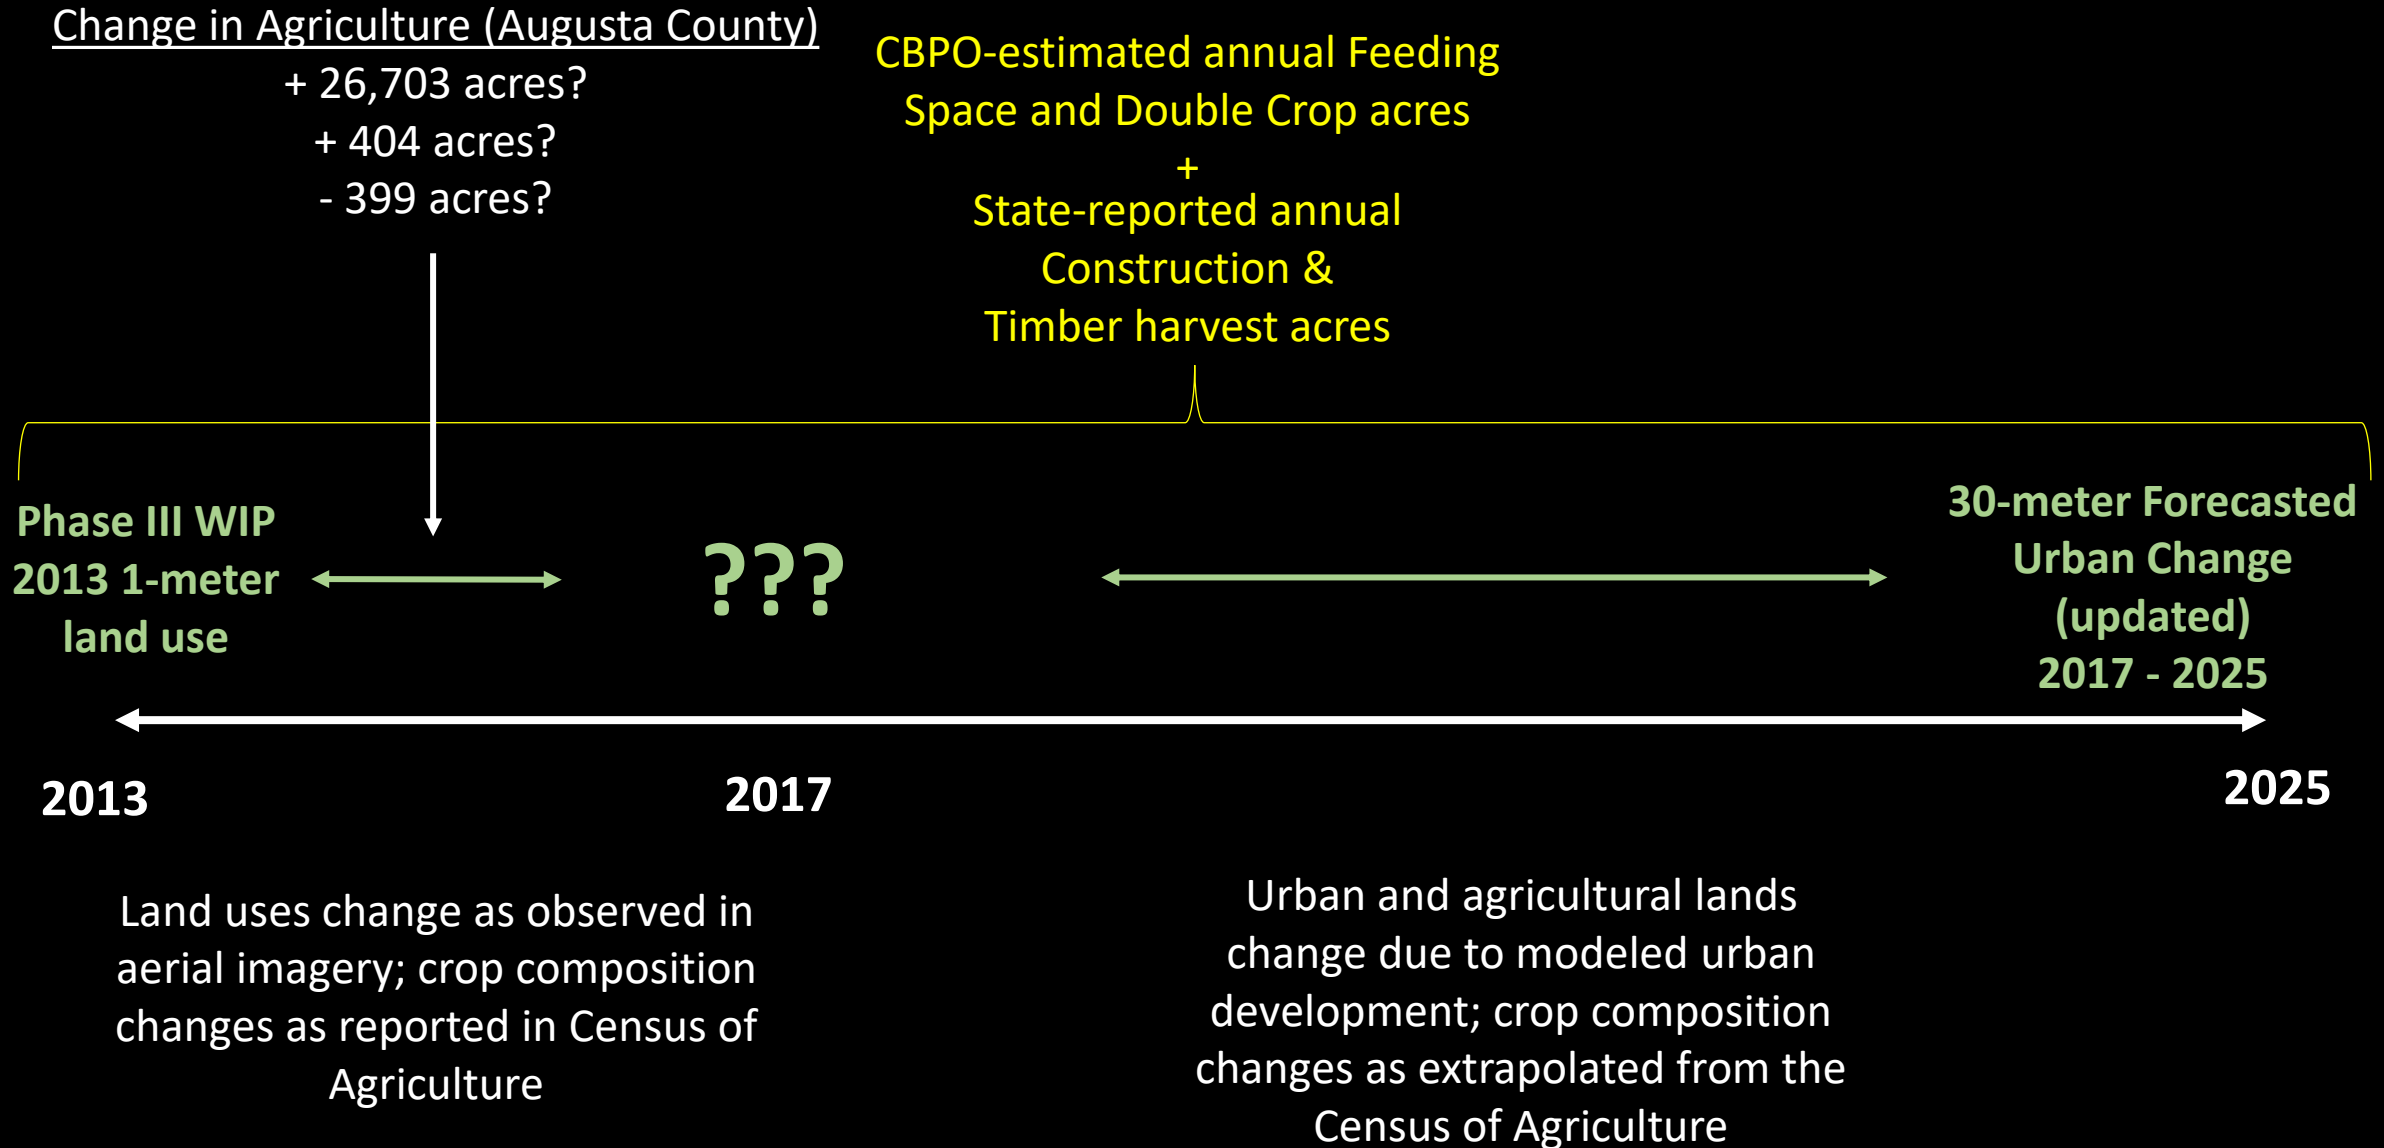 Change in Agriculture (Augusta County)
+ 26,703 acres?
+ 404 acres?
- 399 acres?
CBPO-estimated annual Feeding
Space and Double Crop acres
+
State-reported annual
Construction &
Timber harvest acres
Phase III WIP
2013 1-meter
land use
???
30-meter Forecasted
Urban Change
(updated)
2017 - 2025
2013
2017
2025
Land uses change as observed in
aerial imagery; crop composition
changes as reported in Census of
Agriculture
Urban and agricultural lands
change due to modeled urban
development; crop composition
changes as extrapolated from the
Census of Agriculture